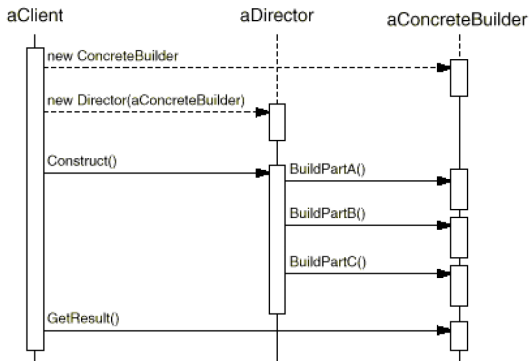 aClient aDirector aConcreteBuilder
new ConcreteBuilder
new Director(aConcreteBuilder)
Construct() BuildPartA()
BuildPartB()
BuildPartC()
GetResult()